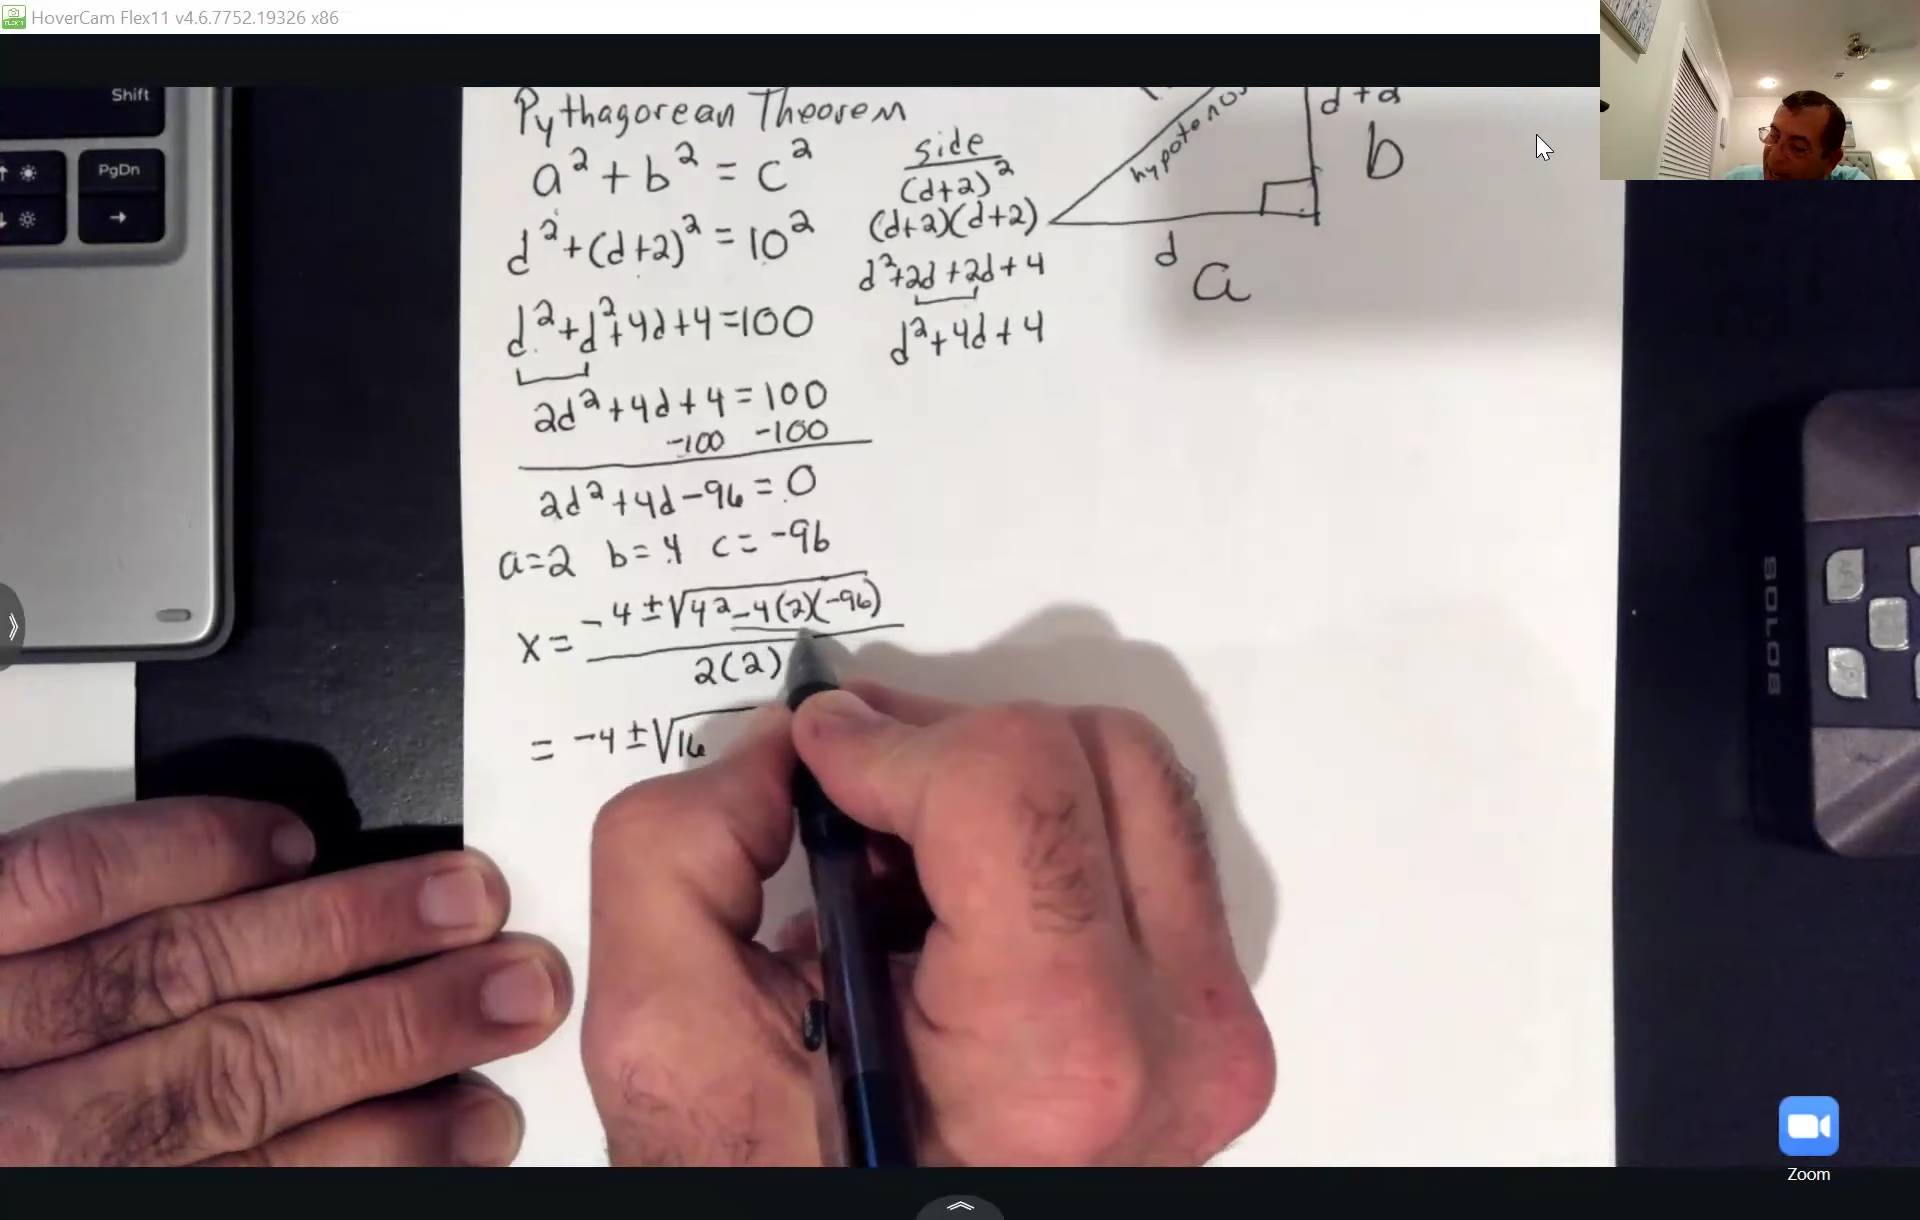 HoverCam Flex11 v4.6.7752.19326 x86
Shift
PgDn
Pythagorean Theorem
a² + b² = c²
d² + (d+2)² = 10²
d² + d² + 4d + 4 = 100
2d² + 4d + 4 = 100
-100 -100
2d² + 4d - 96 = 0
a = 2 b = 4 c = -96
x = -4 ± √4² - 4(2)(-96)
2(2)
= -4 ± √16
side
(d+2)²
(d+2)(d+2)
d² + 2d + 2d + 4
d² + 4d + 4
d+2
b
d
a
SOLO8
Zoom